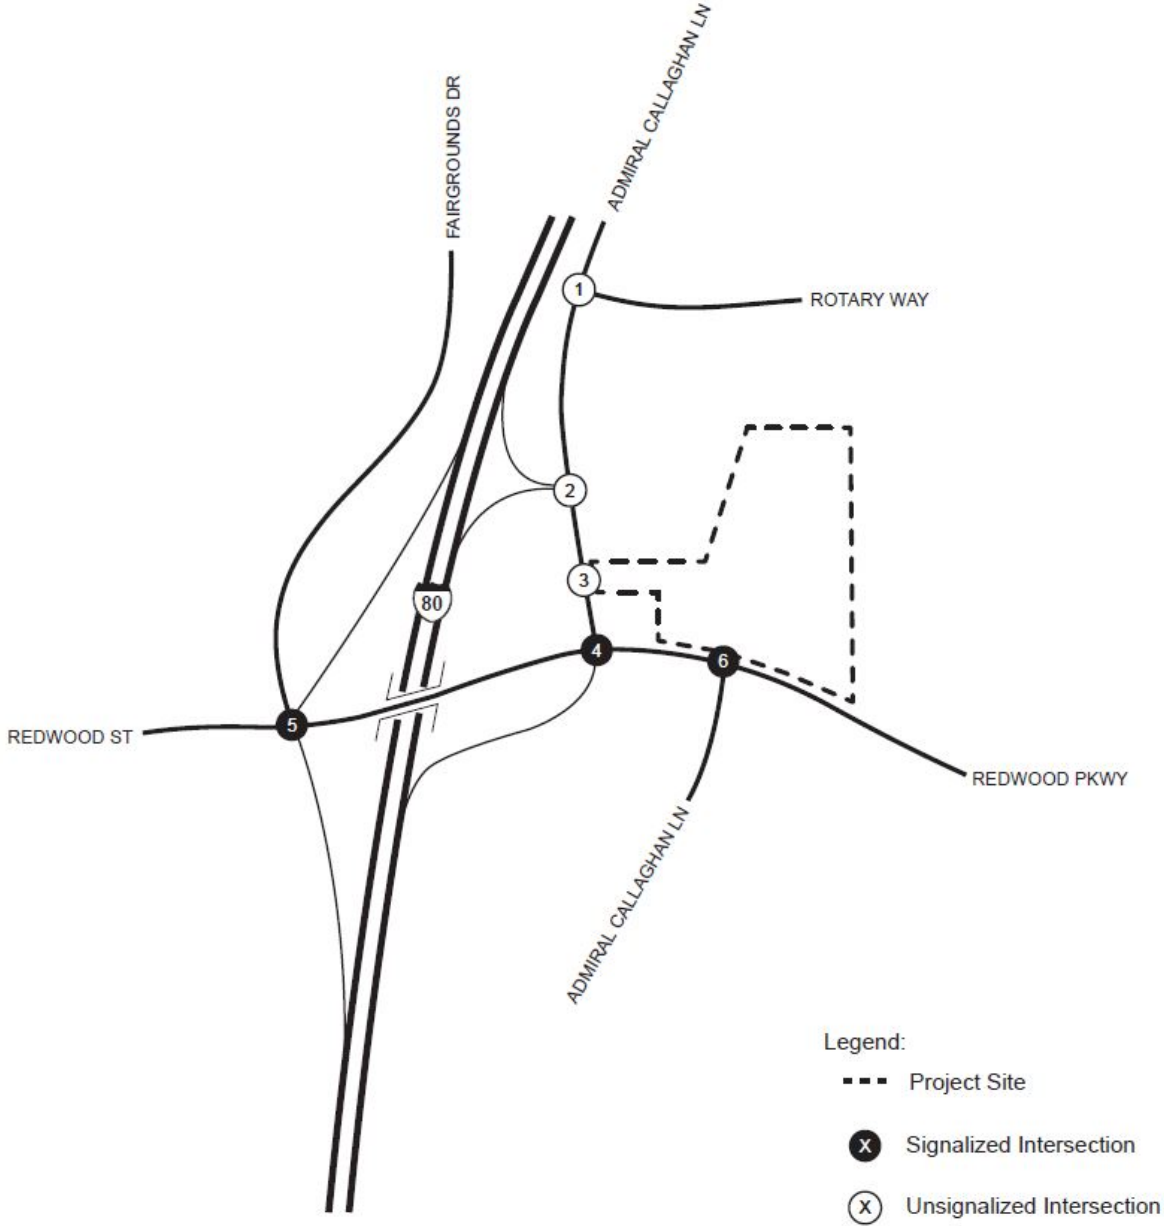 ADMIRAL CALLAGHAN LN
FAIRGROUNDS DR
1
ROTARY WAY
2
3
80
4
6
5
REDWOOD ST
REDWOOD PKWY
ADMIRAL CALLAGHAN LN
Legend:
Project Site
X Signalized Intersection
X Unsignalized Intersection